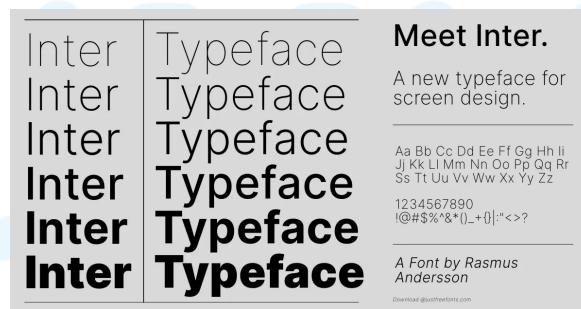 Inter Typeface
Inter Typeface
Inter Typeface
Inter Typeface
Inter Typeface
Inter Typeface
Meet Inter.
A new typeface for
screen design.
Aa Bb Cc Dd Ee Ff Gg Hh Ii
Jj Kk Ll Mm Nn Oo Pp Qq Rr
Ss Tt Uu Vv Ww Xx Yy Zz
1234567890
!@#$%^&*()_+{}|:"<>?
A Font by Rasmus
Andersson
Download @justfreefonts.com